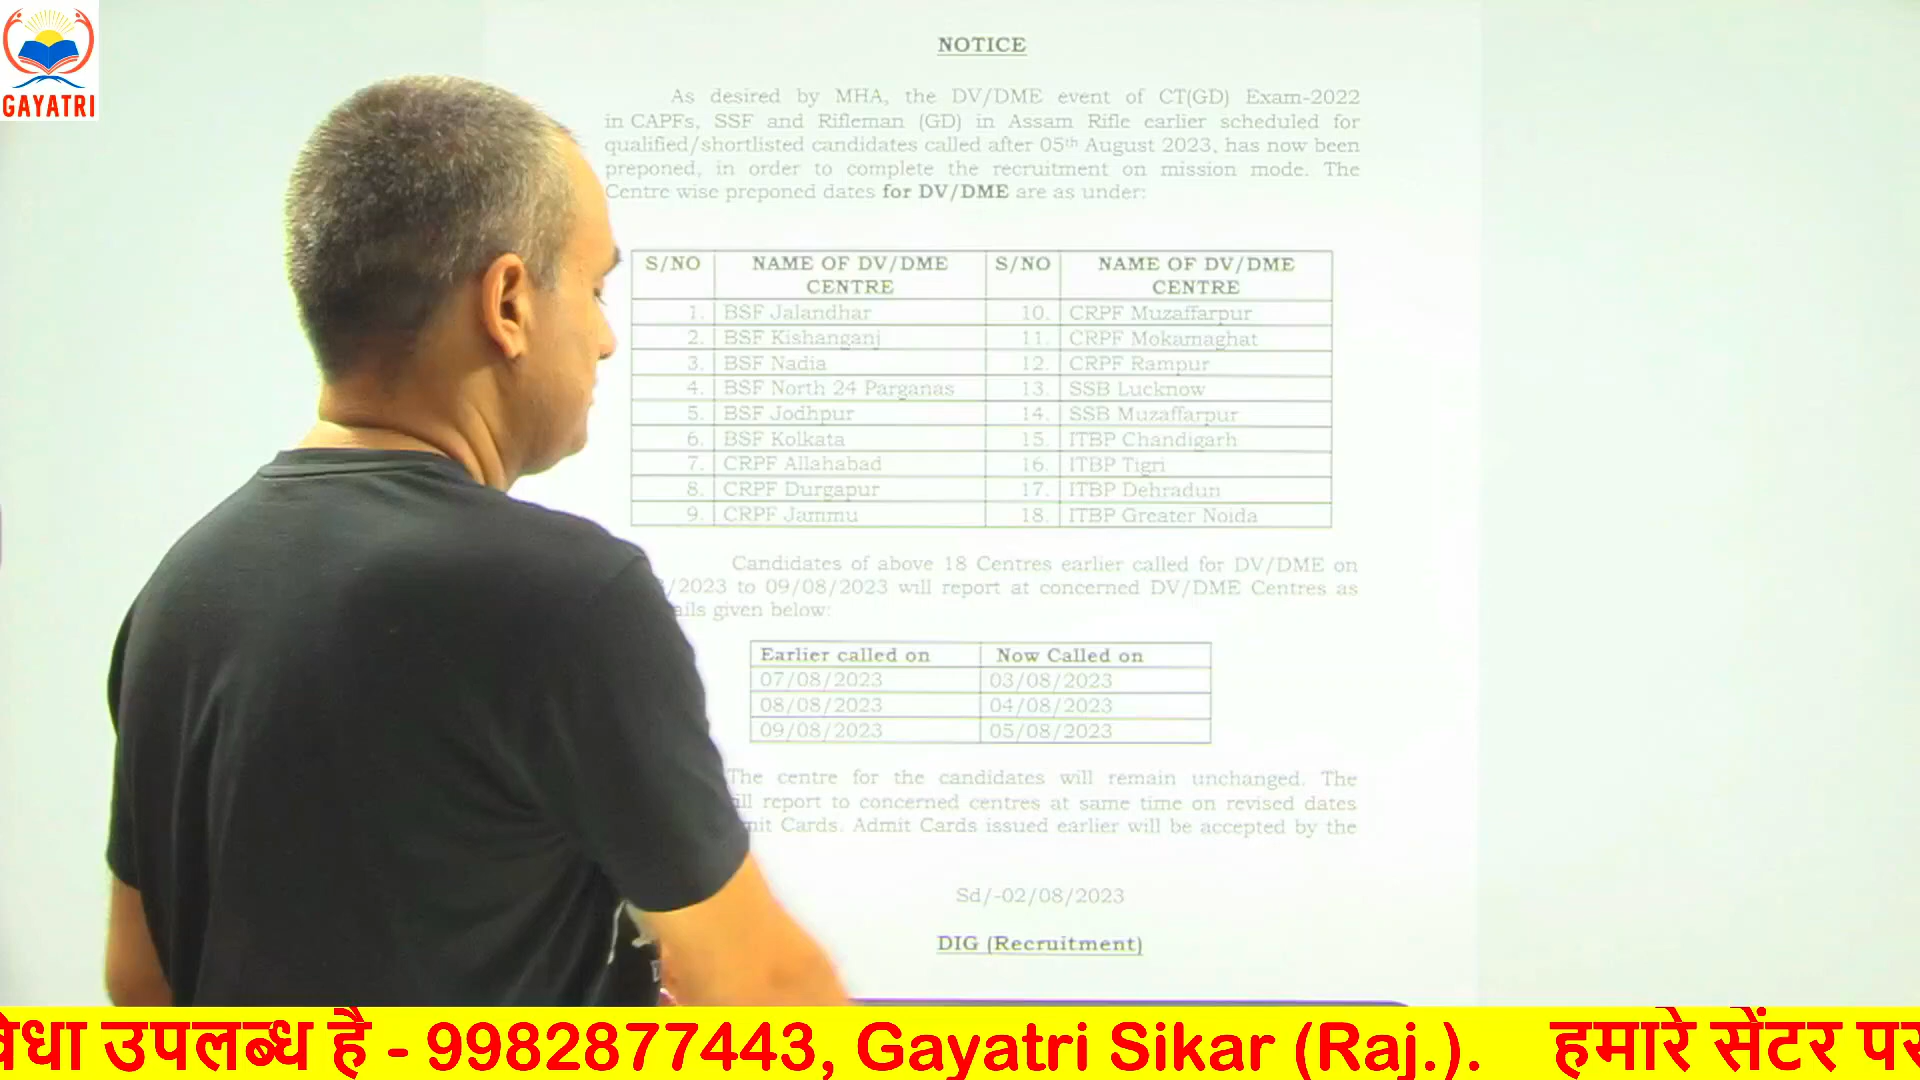 GAYATRI
NOTICE
As desired by MHA, the DV/DME event of CT(GD) Exam-2022
in CAPFs, SSF and Rifleman (GD) in Assam Rifle earlier scheduled for
qualified/shortlisted candidates called after 05th August 2023, has now been
preponed, in order to complete the recruitment on mission mode. The
Centre wise preponed dates for DV/DME are as under:
S/NO NAME OF DV/DME CENTRE S/NO NAME OF DV/DME CENTRE
1. BSF Jalandhar 10. CRPF Muzaffarpur
2. BSF Kishanganj 11. CRPF Mokamaghat
3. BSF Nadia 12. CRPF Rampur
4. BSF North 24 Parganas 13. SSB Lucknow
5. BSF Jodhpur 14. SSB Muzaffarpur
6. BSF Kolkata 15. ITBP Chandigarh
7. CRPF Allahabad 16. ITBP Tigri
8. CRPF Durgapur 17. ITBP Dehradun
9. CRPF Jammu 18. ITBP Greater Noida
Candidates of above 18 Centres earlier called for DV/DME on
/2023 to 09/08/2023 will report at concerned DV/DME Centres as
given below:
Earlier called on Now Called on
07/08/2023 03/08/2023
08/08/2023 04/08/2023
09/08/2023 05/08/2023
The centre for the candidates will remain unchanged. The
report to concerned centres at same time on revised dates
Cards. Admit Cards issued earlier will be accepted by the
Sd/-02/08/2023
DIG (Recruitment)
उपलब्ध है - 9982877443, Gayatri Sikar (Raj.). हमारे सेंटर पर